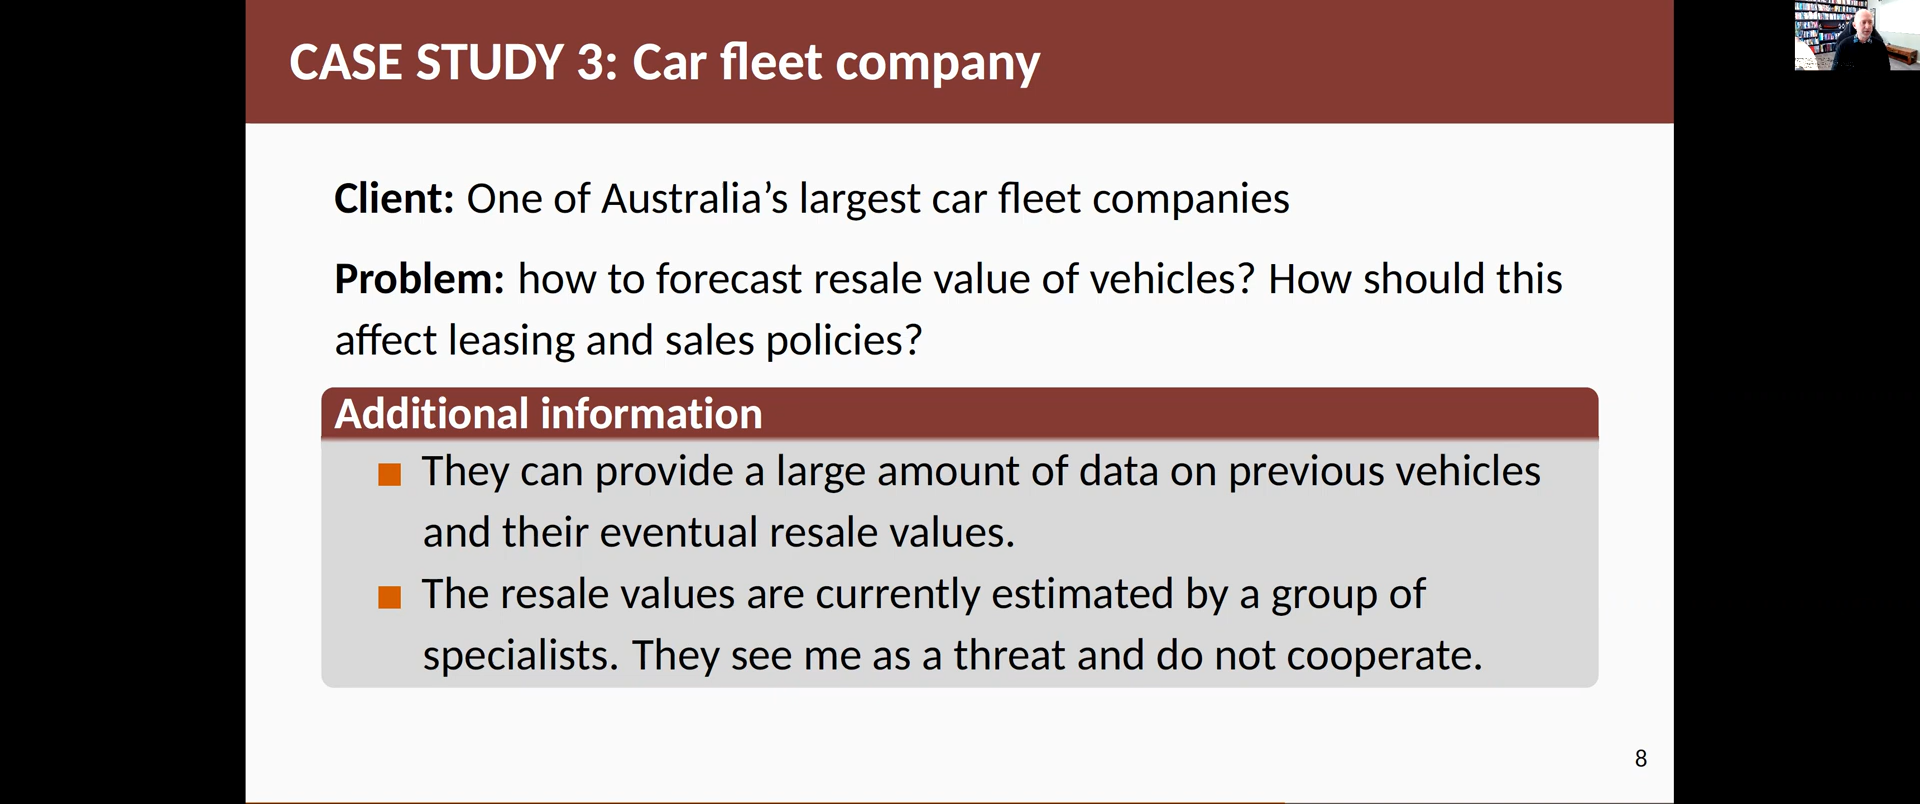 CASE STUDY 3: Car fleet company
Client: One of Australia’s largest car fleet companies
Problem: how to forecast resale value of vehicles? How should this
affect leasing and sales policies?
Additional information
They can provide a large amount of data on previous vehicles
and their eventual resale values.
The resale values are currently estimated by a group of
specialists. They see me as a threat and do not cooperate.
8